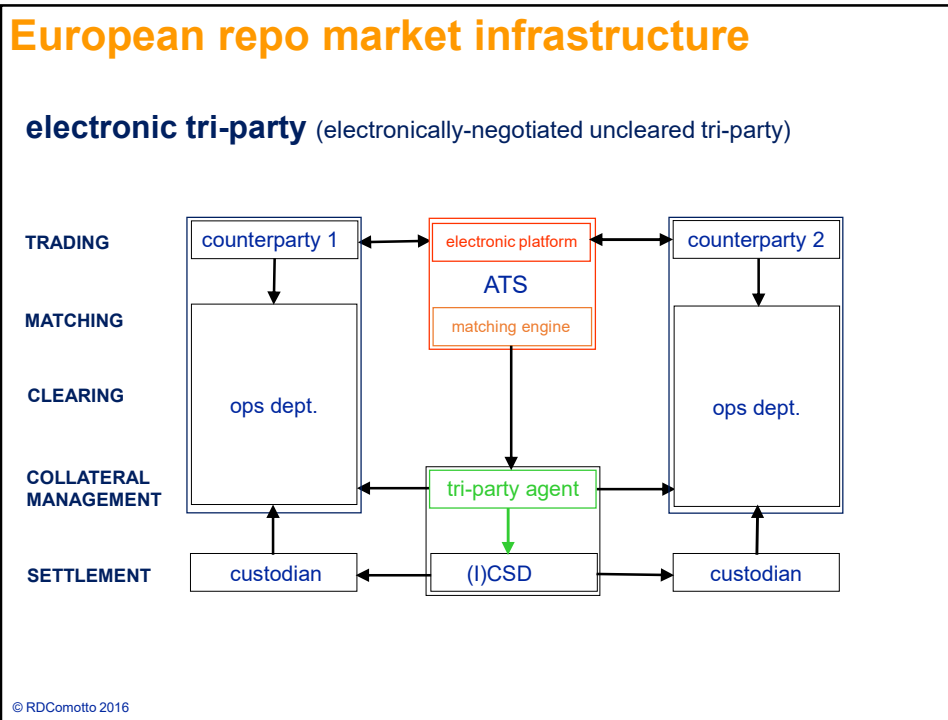 European repo market infrastructure
electronic tri-party (electronically-negotiated uncleared tri-party)
TRADING
counterparty 1
electronic platform
counterparty 2
ATS
MATCHING
matching engine
CLEARING
ops dept.
ops dept.
COLLATERAL
MANAGEMENT
tri-party agent
SETTLEMENT
custodian
(I)CSD
custodian
© RDComotto 2016